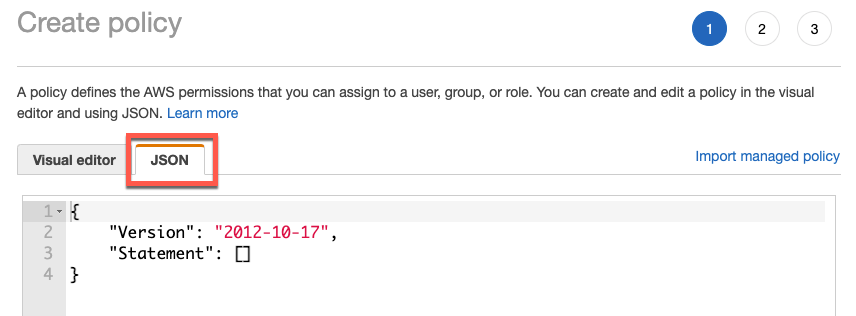 Create policy
1 2 3
A policy defines the AWS permissions that you can assign to a user, group, or role. You can create and edit a policy in the visual
editor and using JSON. Learn more
Visual editor JSON Import managed policy
1 {
2 "Version": "2012-10-17",
3 "Statement": []
4 }